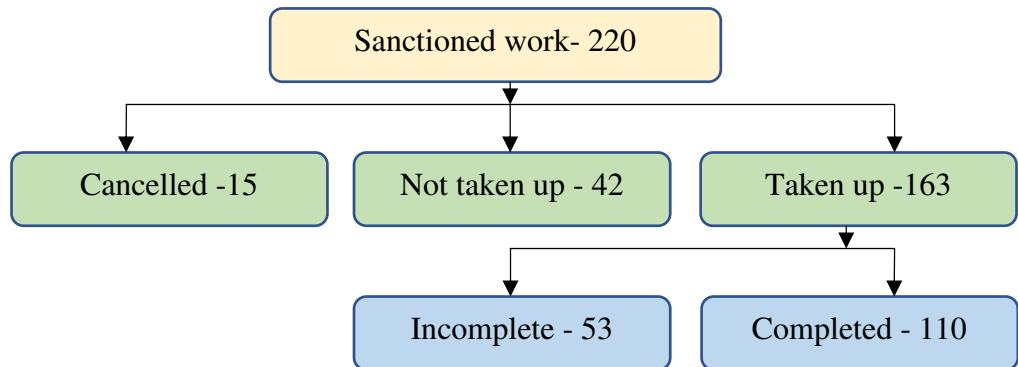 Sanctioned work- 220
Cancelled -15
Not taken up - 42
Taken up -163
Incomplete - 53
Completed - 110